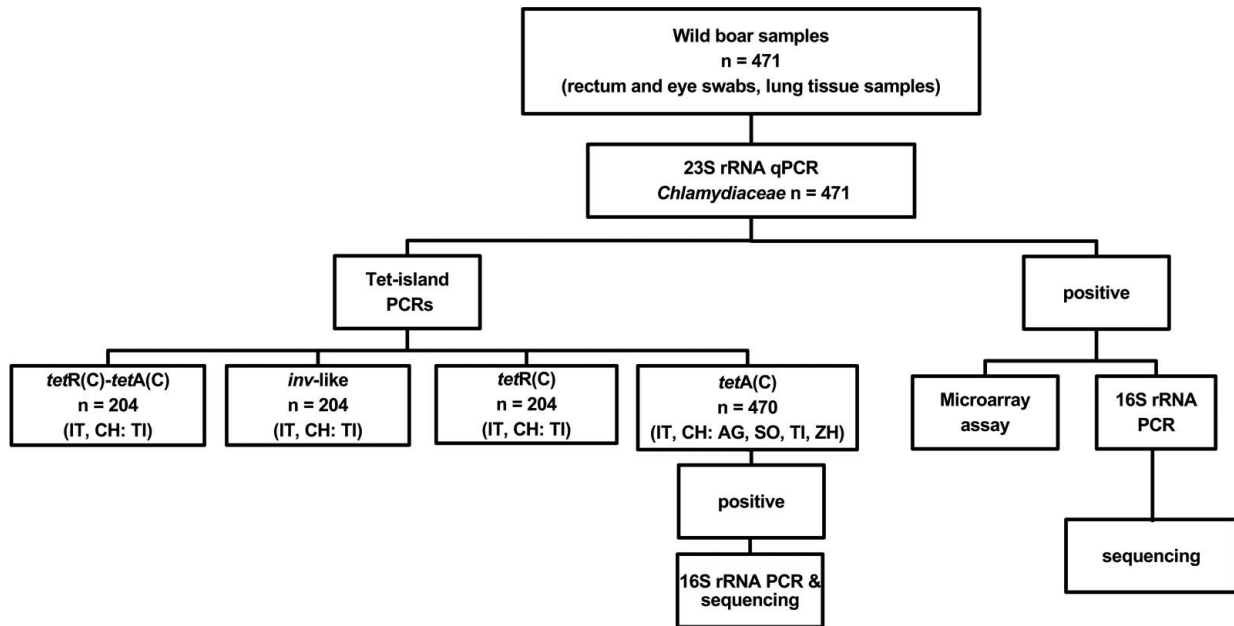 Wild boar samples
n = 471
(rectum and eye swabs, lung tissue samples)
23S rRNA qPCR
Chlamydiaceae n = 471
Tet-island
PCRs
positive
tetR(C)-tetA(C)
n = 204
(IT, CH: TI)
inv-like
n = 204
(IT, CH: TI)
tetR(C)
n = 204
(IT, CH: TI)
tetA(C)
n = 470
(IT, CH: AG, SO, TI, ZH)
Microarray
assay
16S rRNA
PCR
positive
sequencing
16S rRNA PCR &
sequencing